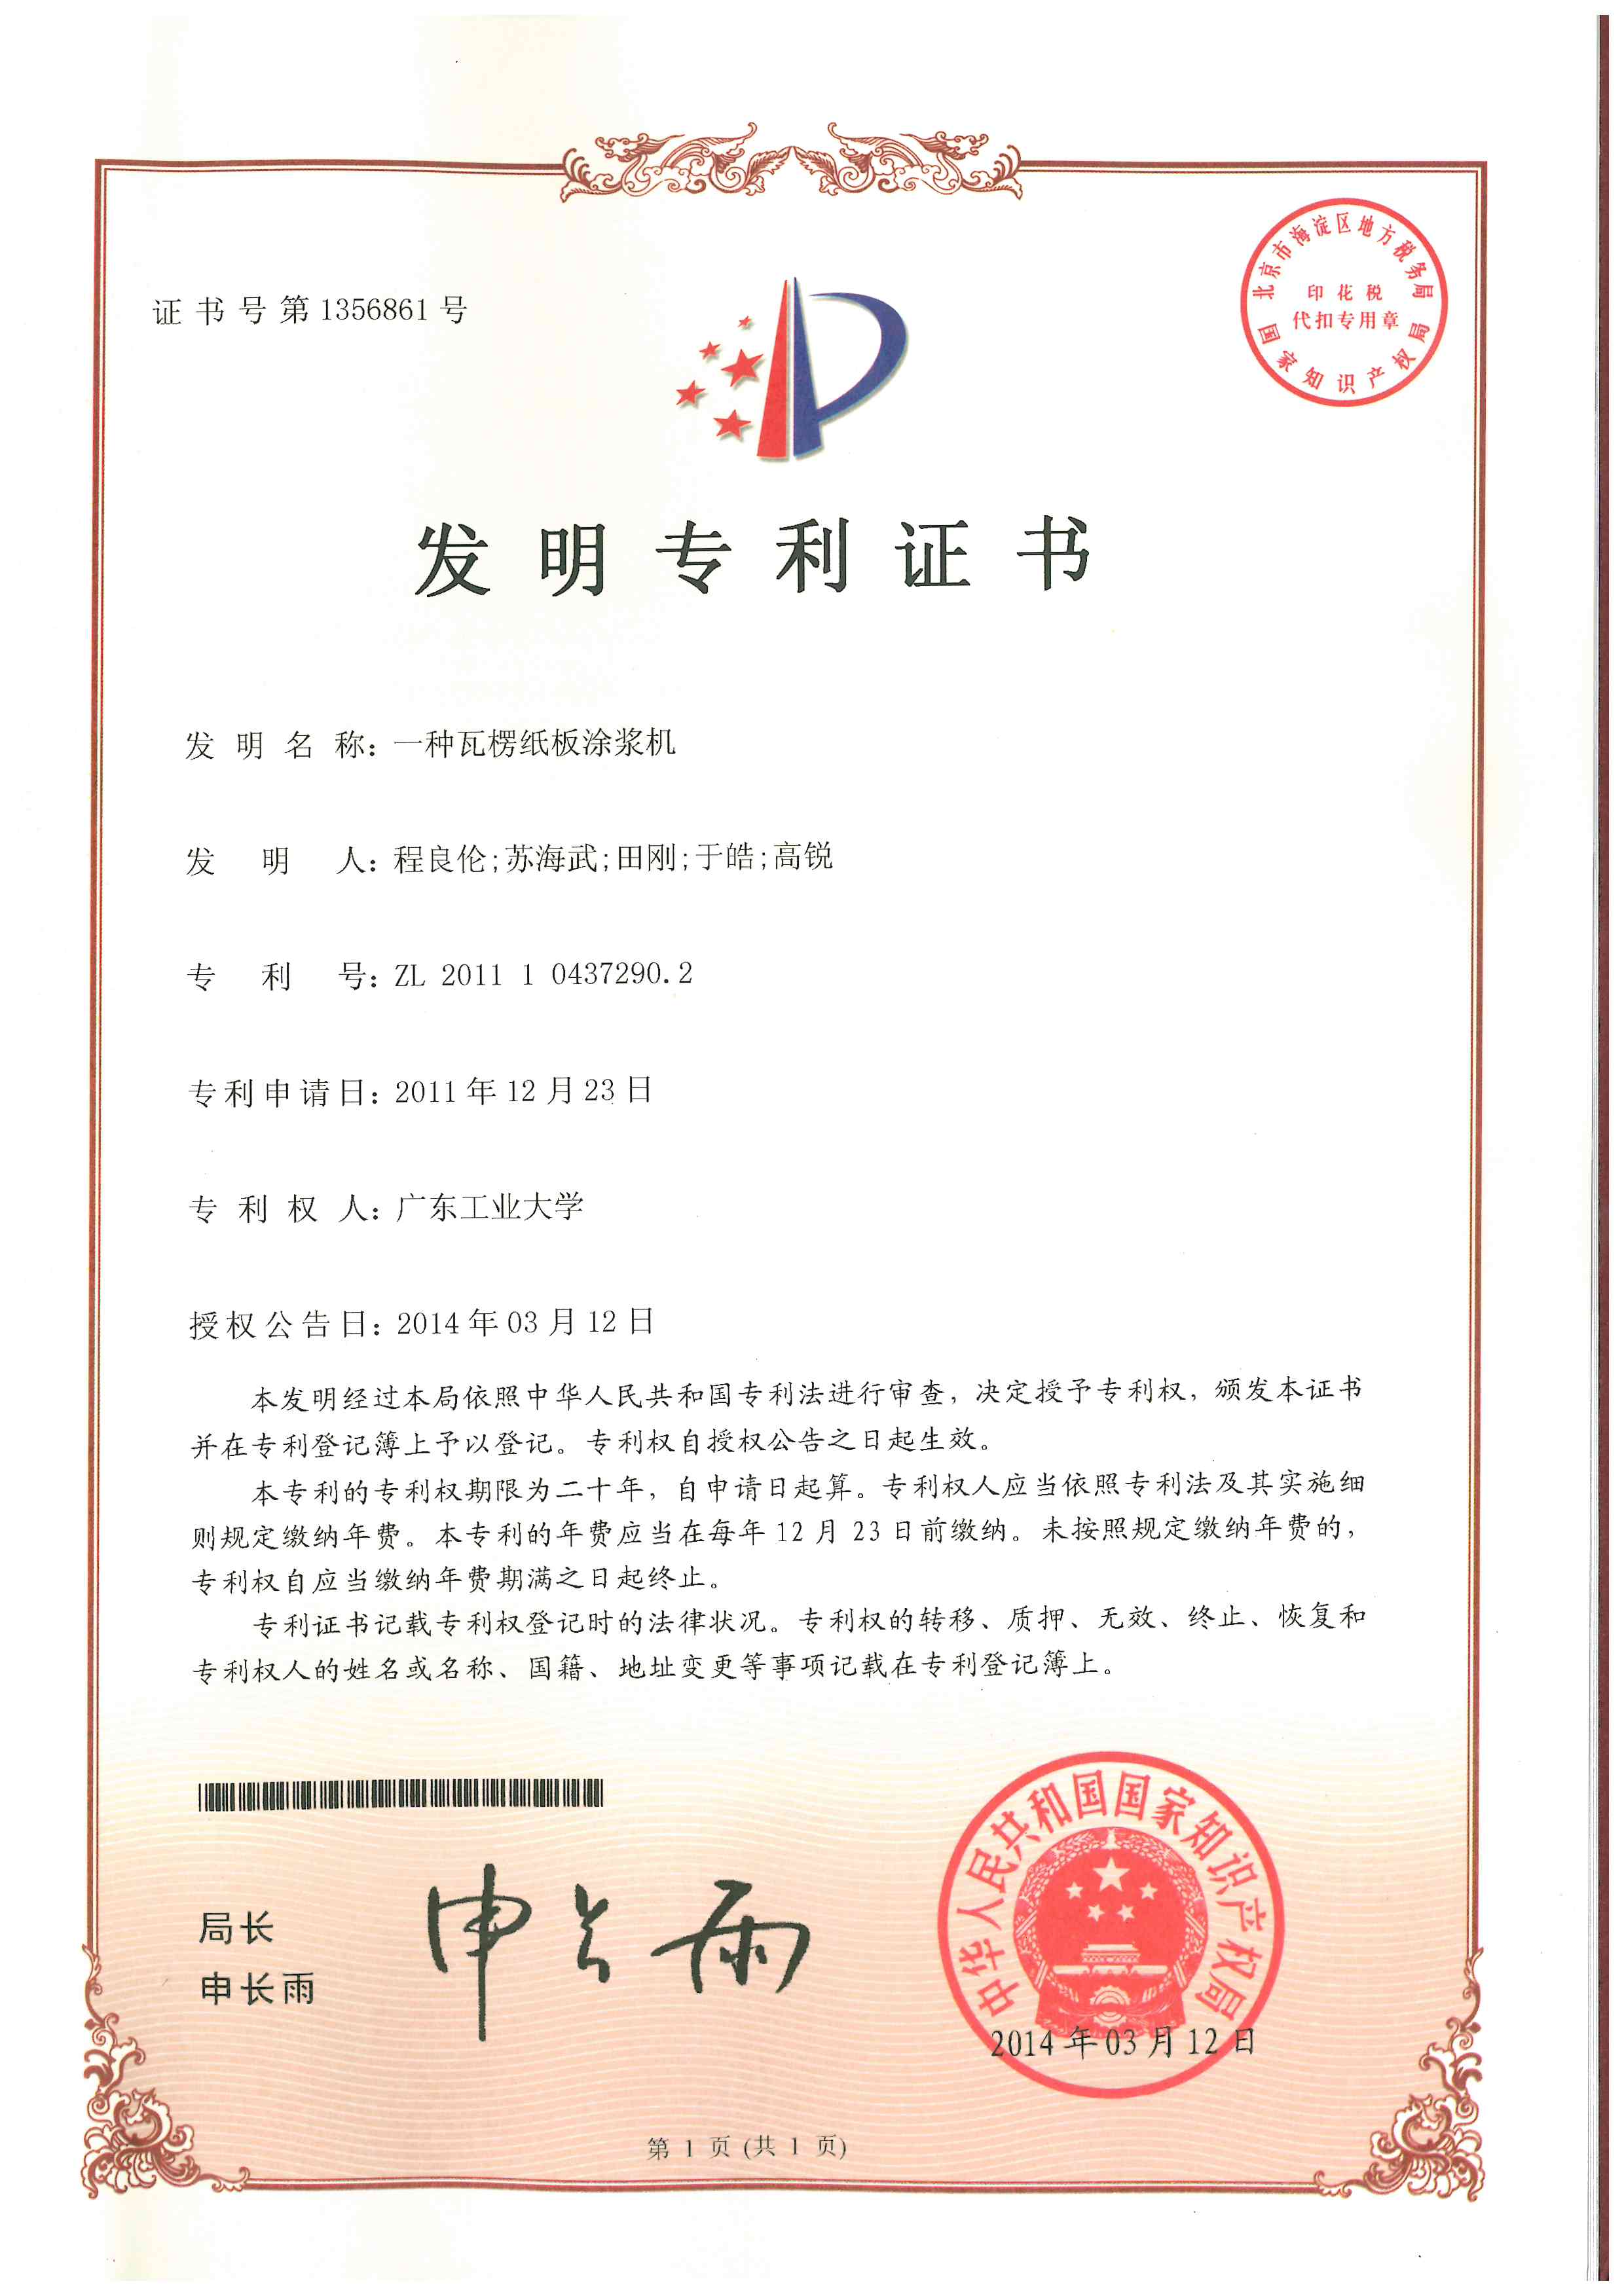 证书号第1356861号
北京市海淀区地方税务局
印花税
代扣专用章
国家知识产权局
发明专利证书
发明名称：一种瓦楞纸板涂浆机
发明人：程良伦;苏海武;田刚;于皓;高锐
专利号：ZL 2011 1 0437290.2
专利申请日：2011年12月23日
专利权人：广东工业大学
授权公告日：2014年03月12日
本发明经过本局依照中华人民共和国专利法进行审查，决定授予专利权，颁发本证书
并在专利登记簿上予以登记。专利权自授权公告之日起生效。
本专利的专利权期限为二十年，自申请日起算。专利权人应当依照专利法及其实施细
则规定缴纳年费。本专利的年费应当在每年12月23日前缴纳。未按照规定缴纳年费的，
专利权自应当缴纳年费期满之日起终止。
专利证书记载专利权登记时的法律状况。专利权的转移、质押、无效、终止、恢复和
专利权人的姓名或名称、国籍、地址变更等事项记载在专利登记簿上。
局长
申长雨
申长雨
中华人民共和国国家知识产权局
2014年03月12日
第1页(共1页)